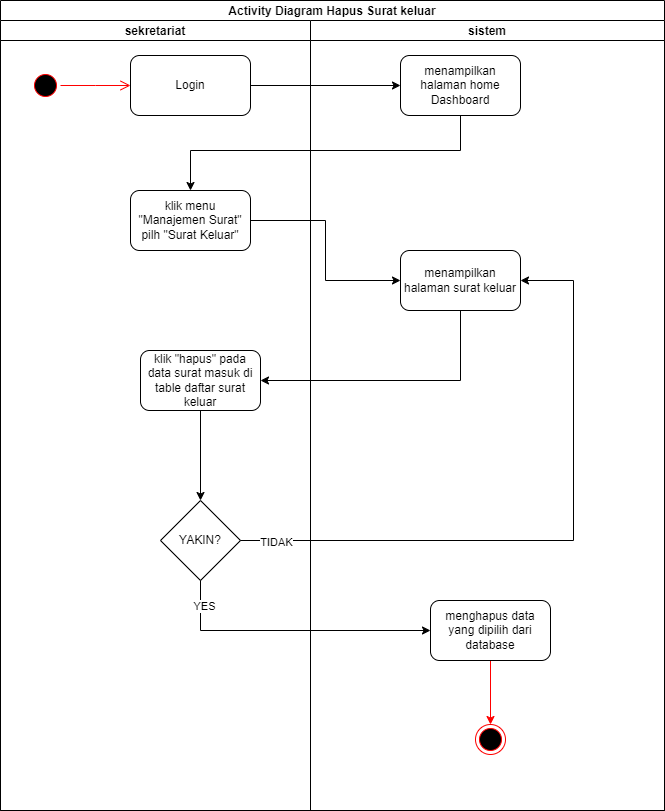 Activity Diagram Hapus Surat keluar
sekretariat
sistem
Login
menampilkan
halaman home
Dashboard
klik menu
"Manajemen Surat"
pilh "Surat Keluar"
menampilkan
halaman surat keluar
klik "hapus" pada
data surat masuk di
table daftar surat
keluar
YAKIN?
TIDAK
YES
menghapus data
yang dipilih dari
database